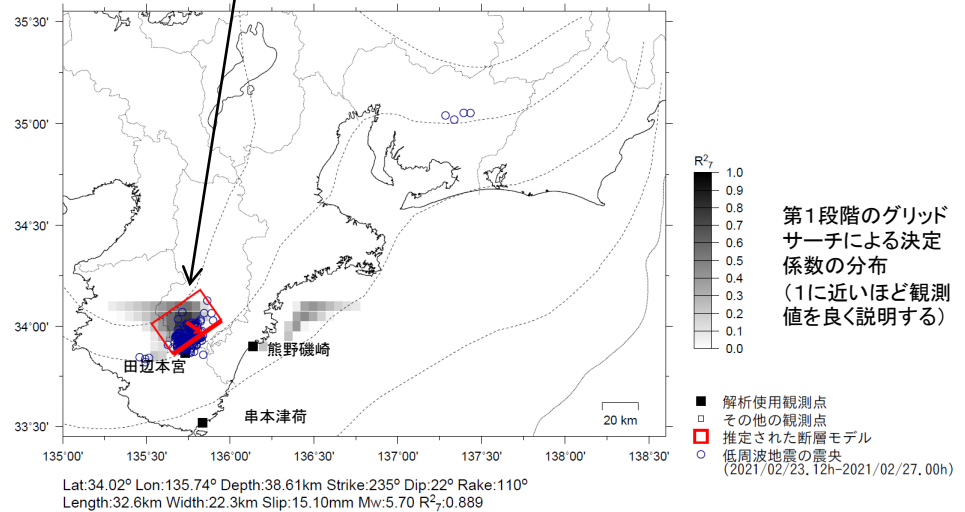 35°30'
35°00'
34°30'
34°00'
33°30'
135°00'
135°30'
136°00'
136°30'
137°00'
137°30'
138°00'
138°30'
田辺本宮
熊野磯崎
串本津荷
20 km
R²₇
1.0
0.9
0.8
0.7
0.6
0.5
0.4
0.3
0.2
0.1
0.0
第１段階のグリッド
サーチによる決定
係数の分布
（１に近いほど観測
値を良く説明する）
解析使用観測点
その他の観測点
推定された断層モデル
低周波地震の震央
(2021/02/23.12h-2021/02/27.00h)
Lat:34.02° Lon:135.74° Depth:38.61km Strike:235° Dip:22° Rake:110°
Length:32.6km Width:22.3km Slip:15.10mm Mw:5.70 R²₇:0.889